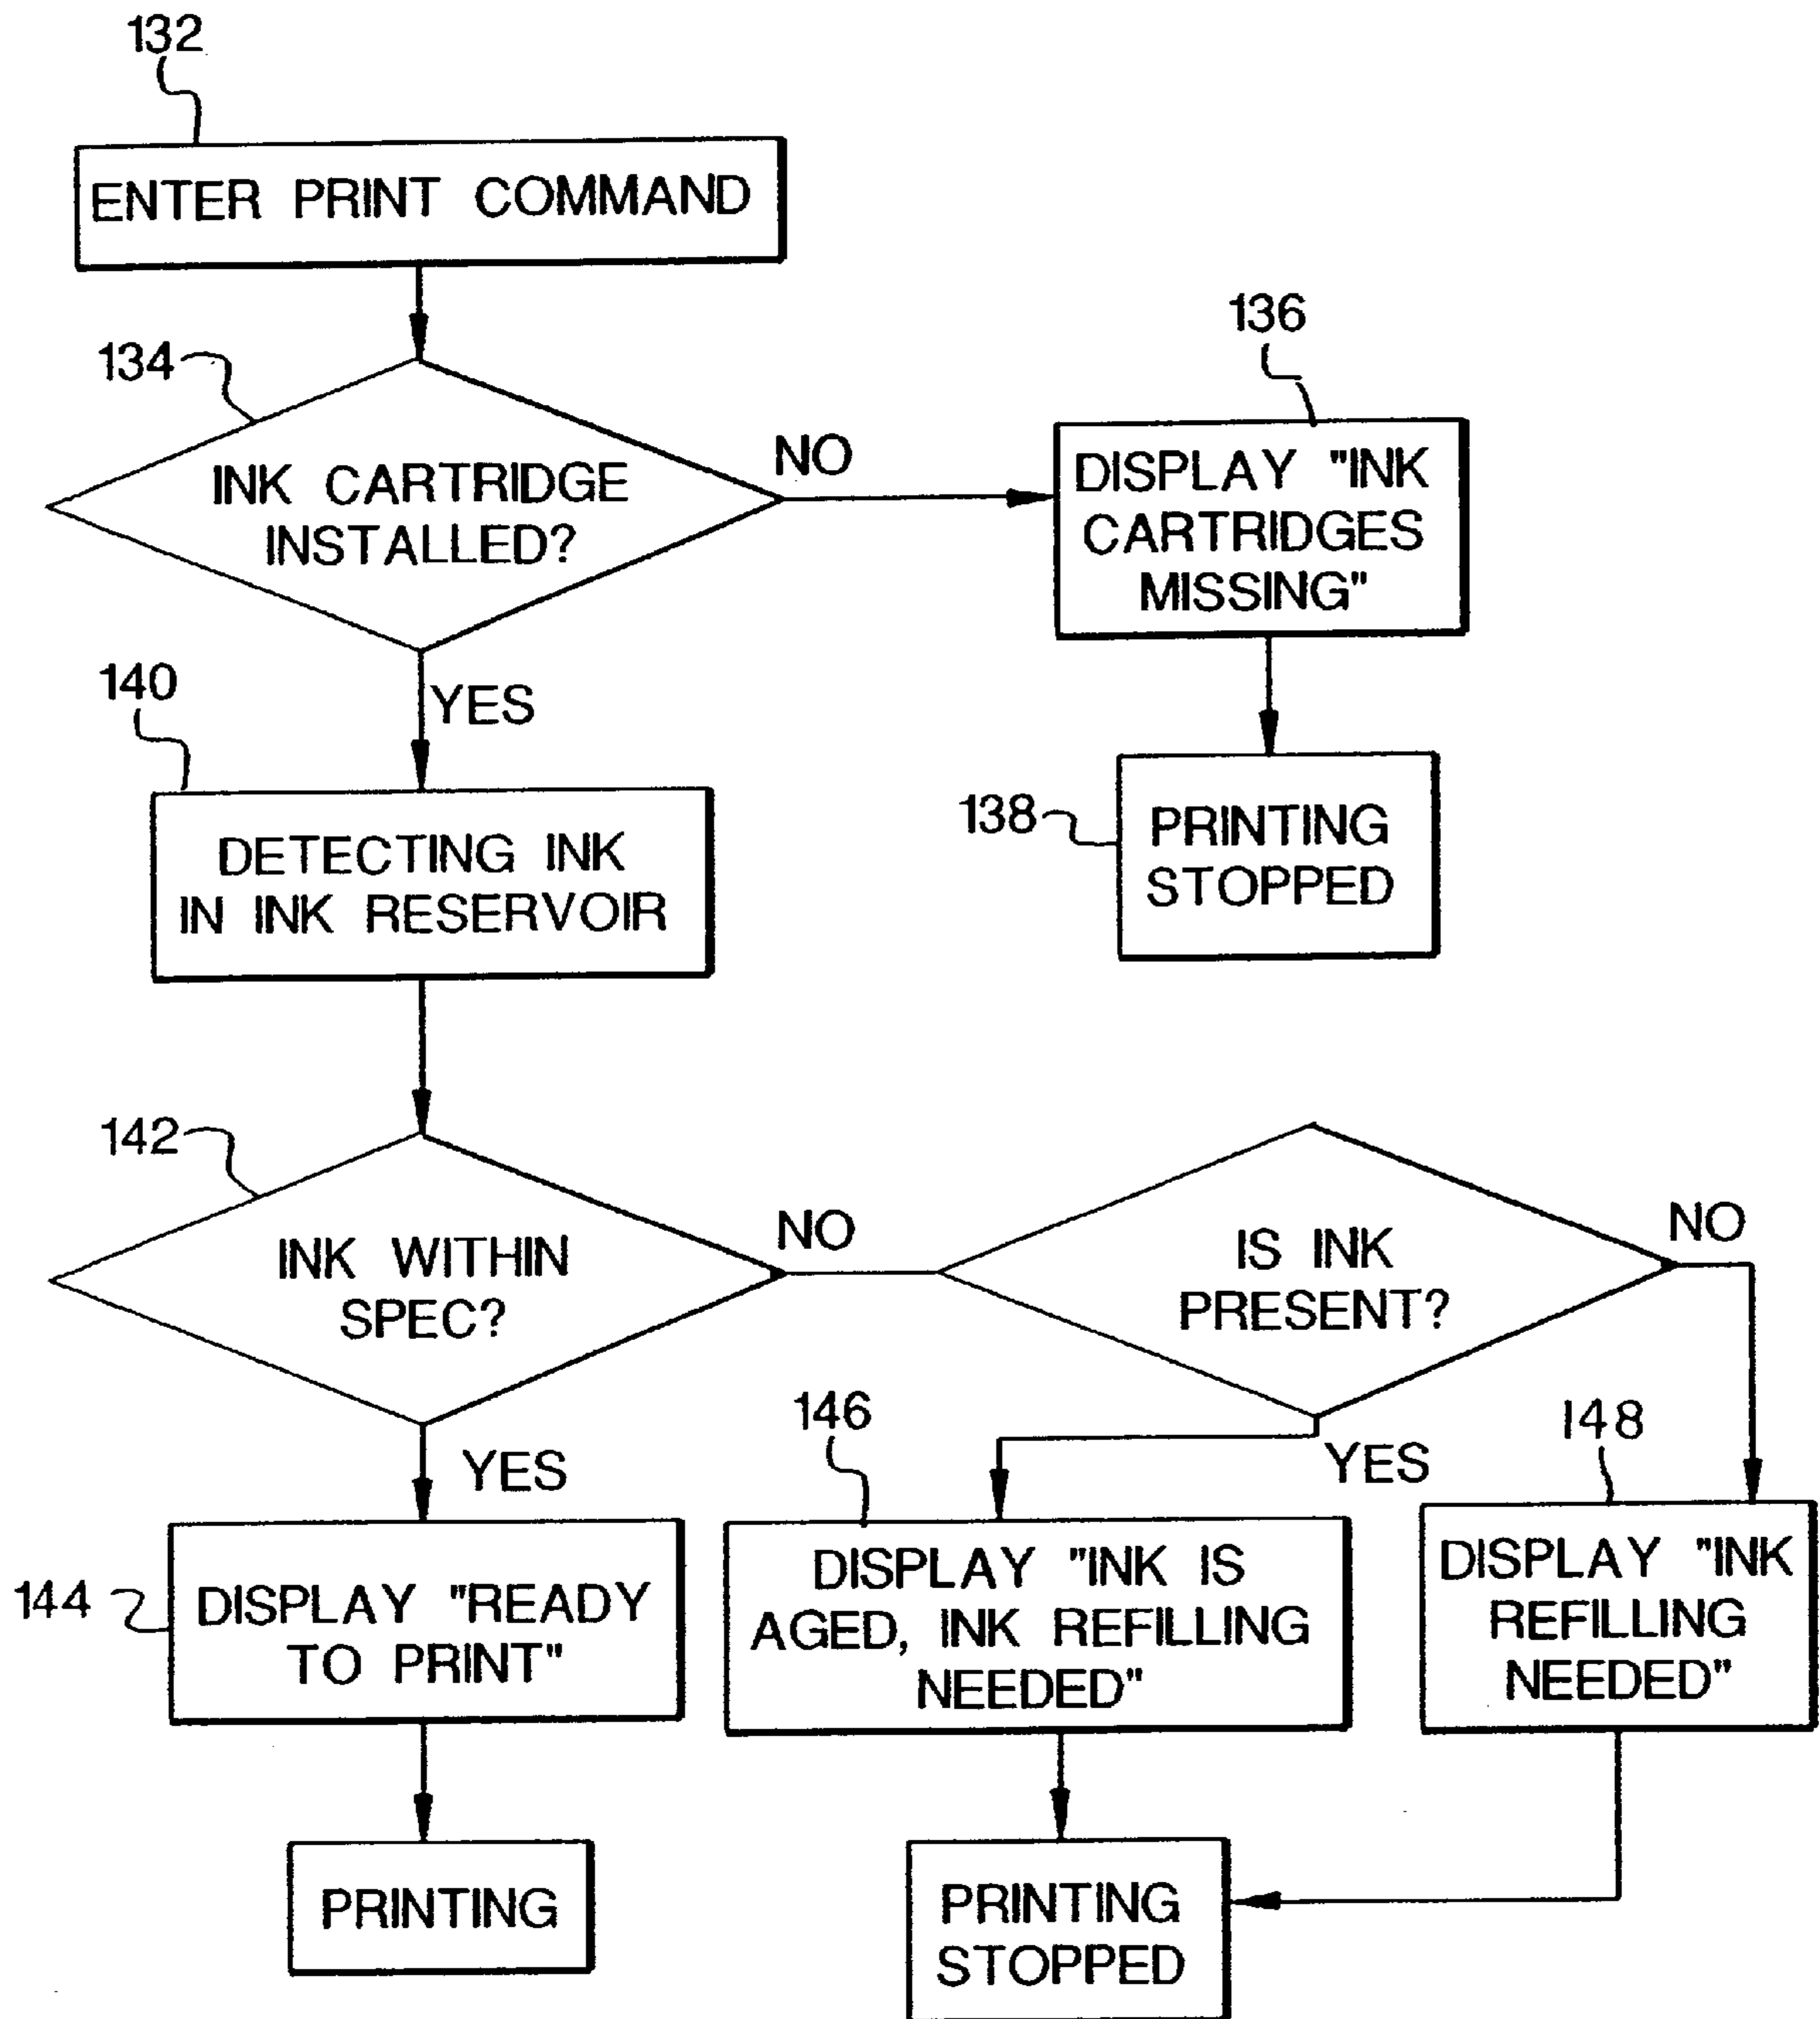 132
ENTER PRINT COMMAND
134
INK CARTRIDGE
INSTALLED?
NO
136
DISPLAY "INK
CARTRIDGES
MISSING"
138
PRINTING
STOPPED
YES
140
DETECTING INK
IN INK RESERVOIR
142
INK WITHIN
SPEC?
NO
IS INK
PRESENT?
NO
YES
144
DISPLAY "READY
TO PRINT"
YES
146
DISPLAY "INK IS
AGED, INK REFILLING
NEEDED"
148
DISPLAY "INK
REFILLING
NEEDED"
PRINTING
PRINTING
STOPPED